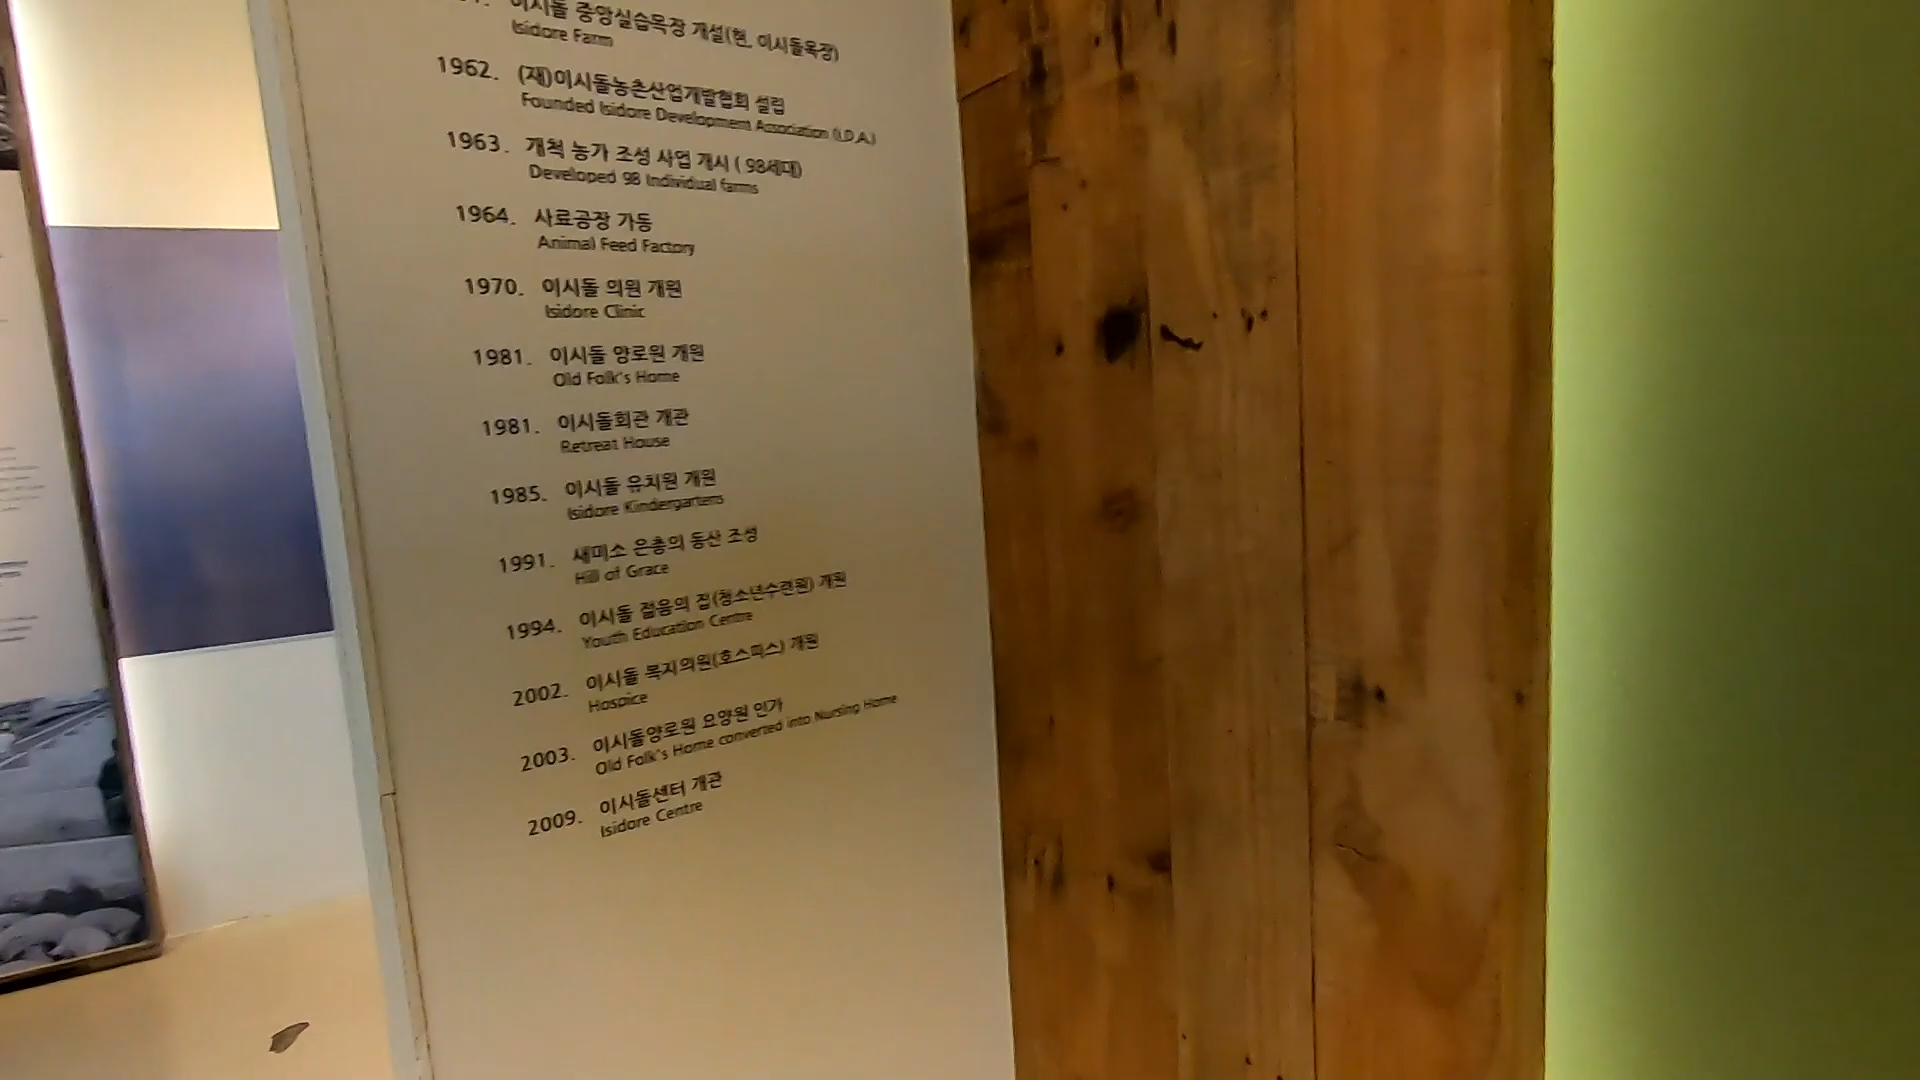 이시돌 중앙실습목장 개설(현, 이시돌목장)
Isidore Farm
1962. (재)이시돌농촌산업개발협회 설립
Founded Isidore Development Association (I.D.A.)
1963. 개척 농가 조성 사업 개시 ( 98세대)
Developed 98 Individual farms
1964. 사료공장 가동
Animal Feed Factory
1970. 이시돌 의원 개원
Isidore Clinic
1981. 이시돌 양로원 개원
Old Folk's Home
1981. 이시돌회관 개관
Retreat House
1985. 이시돌 유치원 개원
Isidore Kindergartens
1991. 새미소 은총의 동산 조성
Hill of Grace
1994. 이시돌 젊음의 집(청소년수련원) 개원
Youth Education Centre
2002. 이시돌 복지의원(호스피스) 개원
Hospice
2003. 이시돌양로원 요양원 인가
Old Folk's Home converted into Nursing Home
2009. 이시돌센터 개관
Isidore Centre